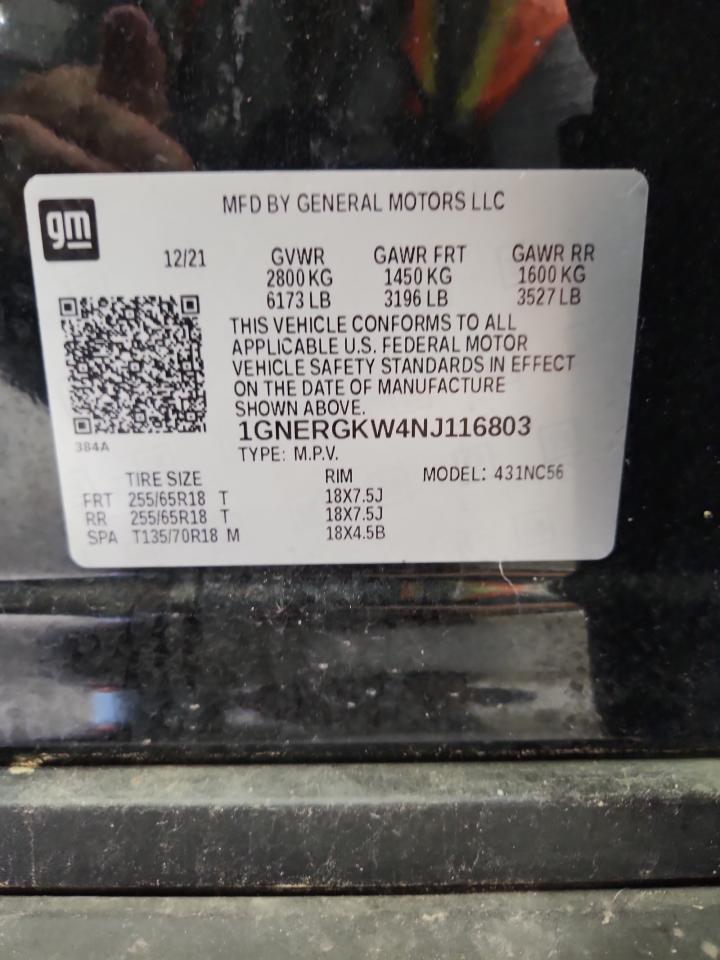 gm
MFD BY GENERAL MOTORS LLC
12/21 GVWR GAWR FRT GAWR RR
2800 KG 1450 KG 1600 KG
6173 LB 3196 LB 3527 LB
THIS VEHICLE CONFORMS TO ALL
APPLICABLE U.S. FEDERAL MOTOR
VEHICLE SAFETY STANDARDS IN EFFECT
ON THE DATE OF MANUFACTURE
SHOWN ABOVE.
1GNERGKW4NJ116803
384A
TYPE: M.P.V.
TIRE SIZE RIM MODEL: 431NC56
FRT 255/65R18 T 18X7.5J
RR 255/65R18 T 18X7.5J
SPA T135/70R18 M 18X4.5B